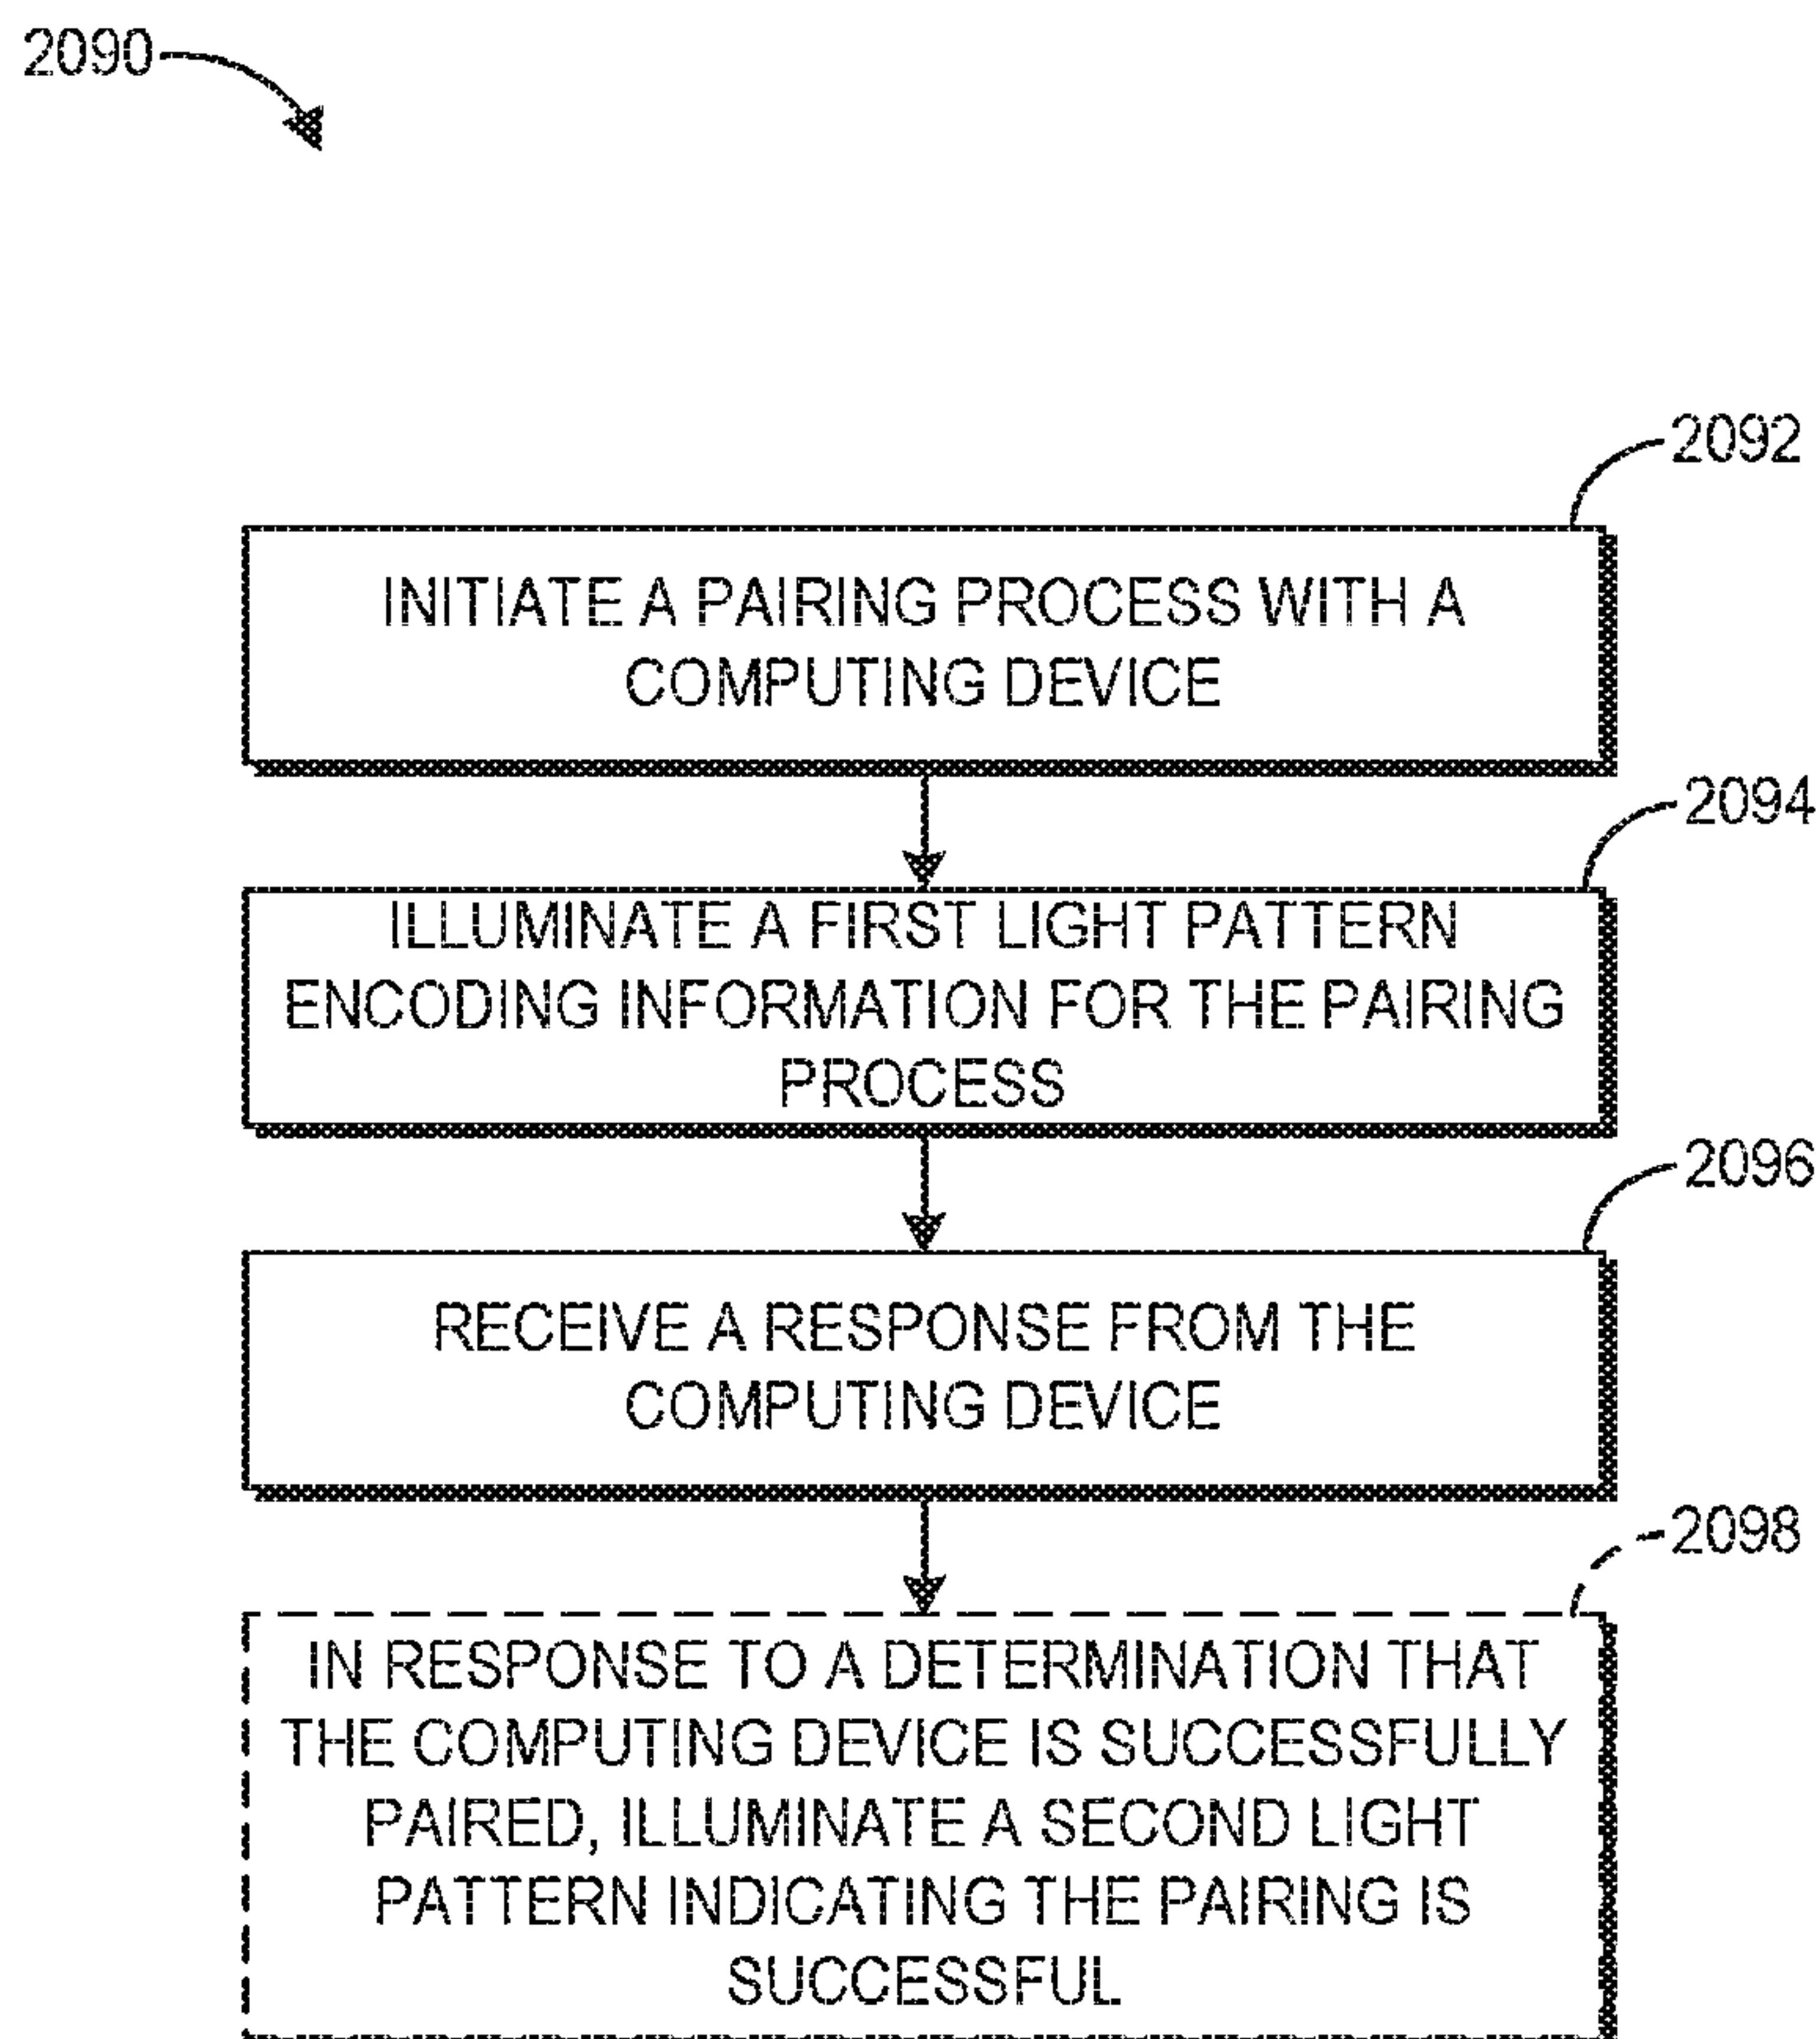 2090
2092
INITIATE A PAIRING PROCESS WITH A
COMPUTING DEVICE
2094
ILLUMINATE A FIRST LIGHT PATTERN
ENCODING INFORMATION FOR THE PAIRING
PROCESS
2096
RECEIVE A RESPONSE FROM THE
COMPUTING DEVICE
2098
IN RESPONSE TO A DETERMINATION THAT
THE COMPUTING DEVICE IS SUCCESSFULLY
PAIRED, ILLUMINATE A SECOND LIGHT
PATTERN INDICATING THE PAIRING IS
SUCCESSFUL